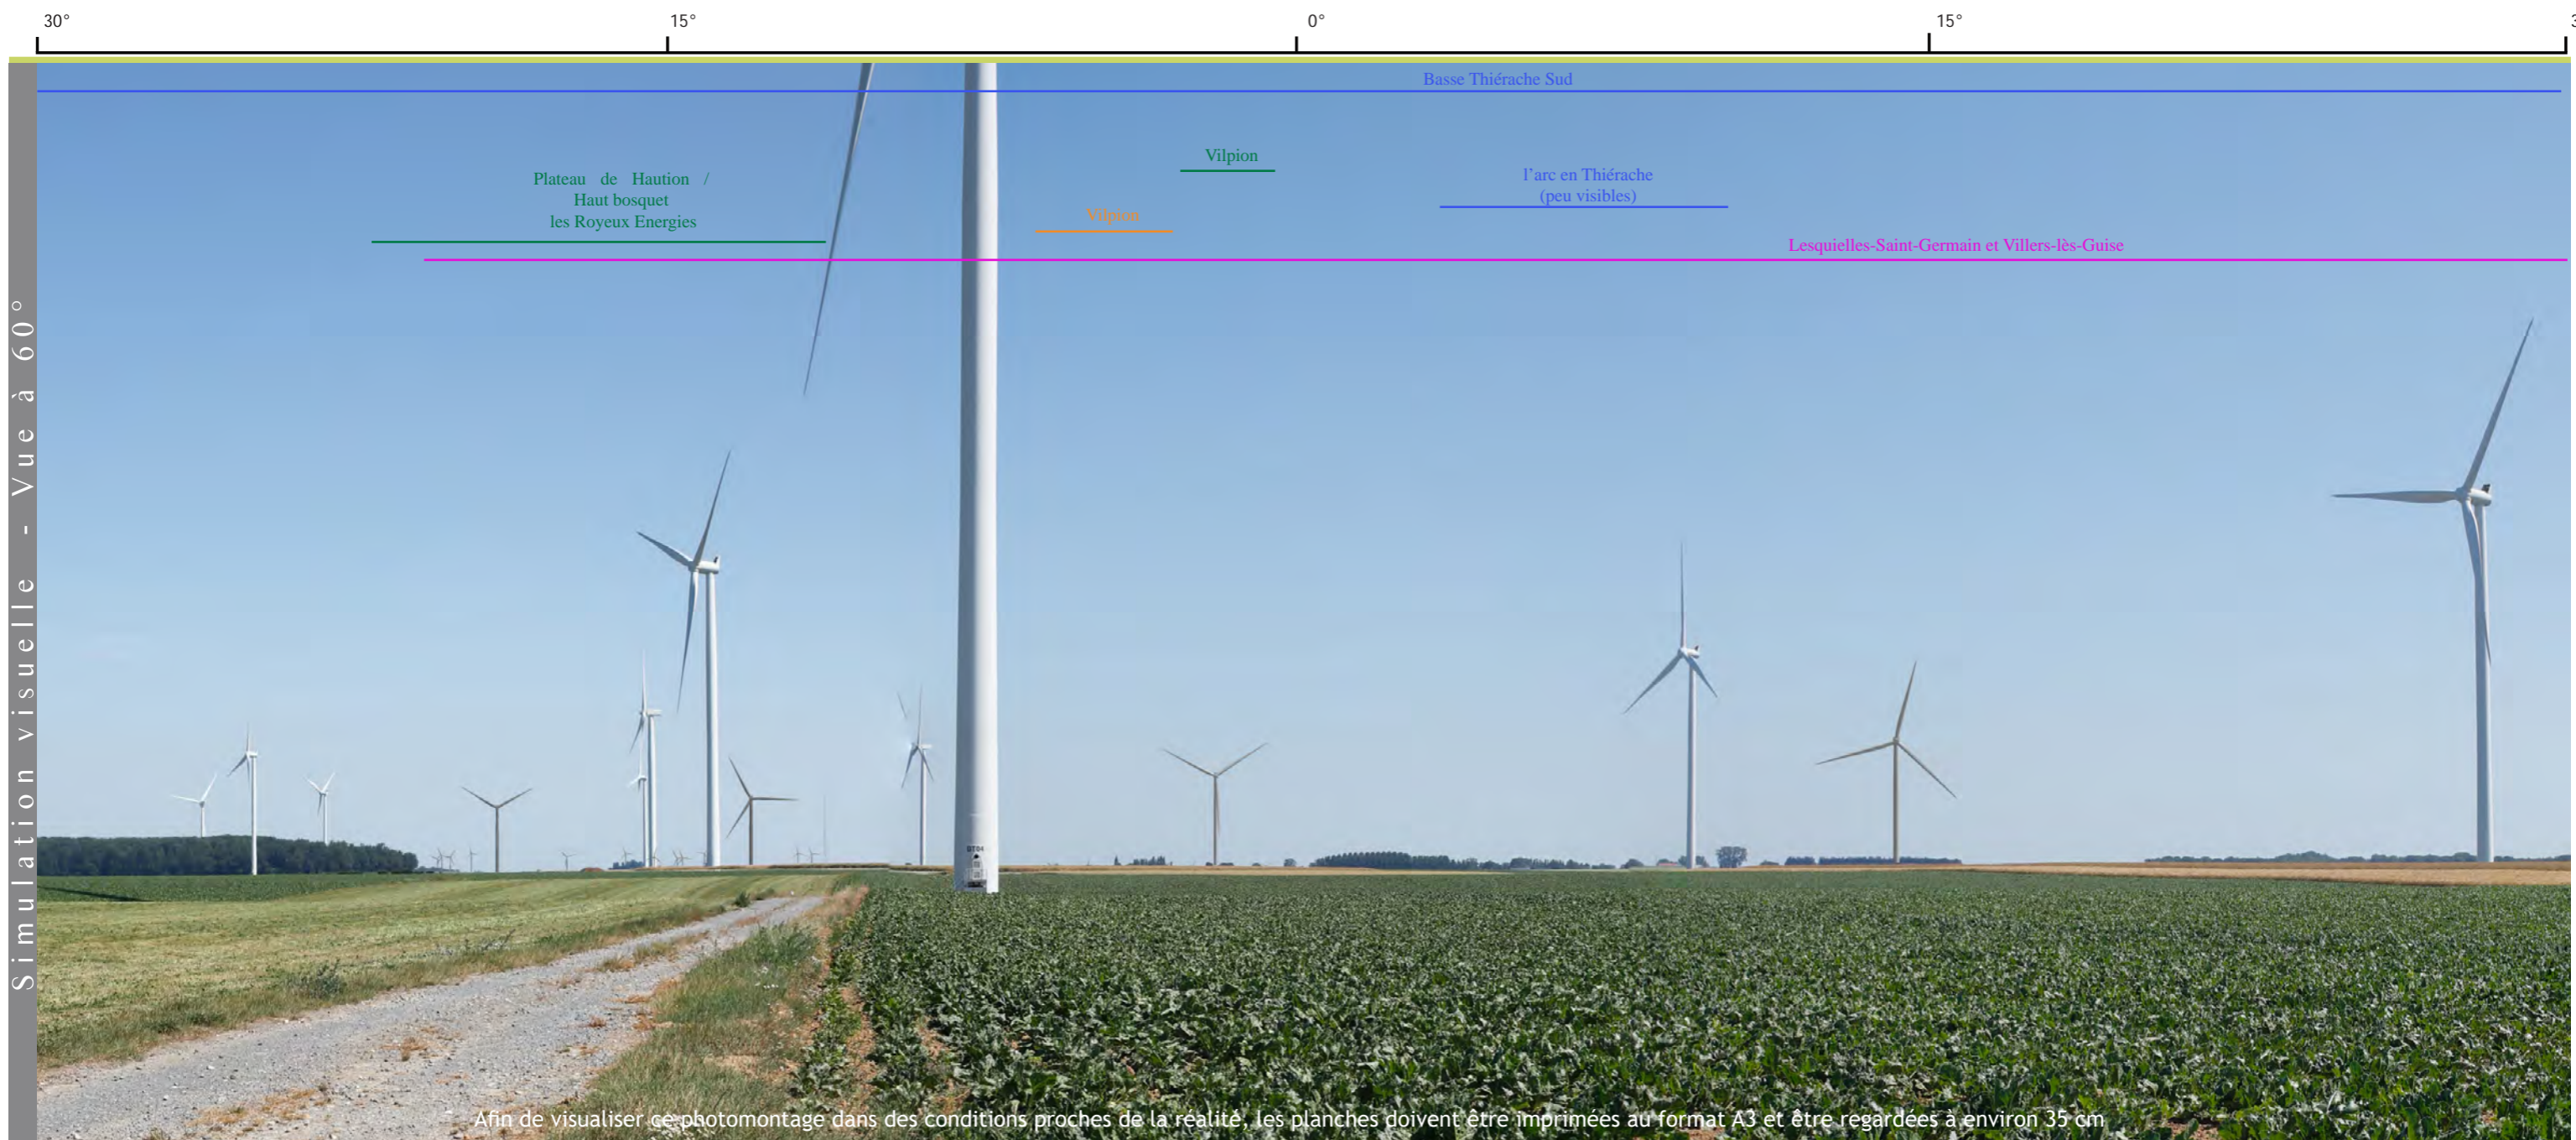 30°
15°
0°
15°
3
Basse Thiérache Sud
Vilpion
Plateau de Haution /
Haut bosquet
les Royeux Energies
l'arc en Thiérache
(peu visibles)
Vilpion
Lesquielles-Saint-Germain et Villers-lès-Guise
Simulation visuelle - Vue à 60°
Afin de visualiser ce photomontage dans des conditions proches de la réalité, les planches doivent être imprimées au format A3 et être regardées à environ 35 cm